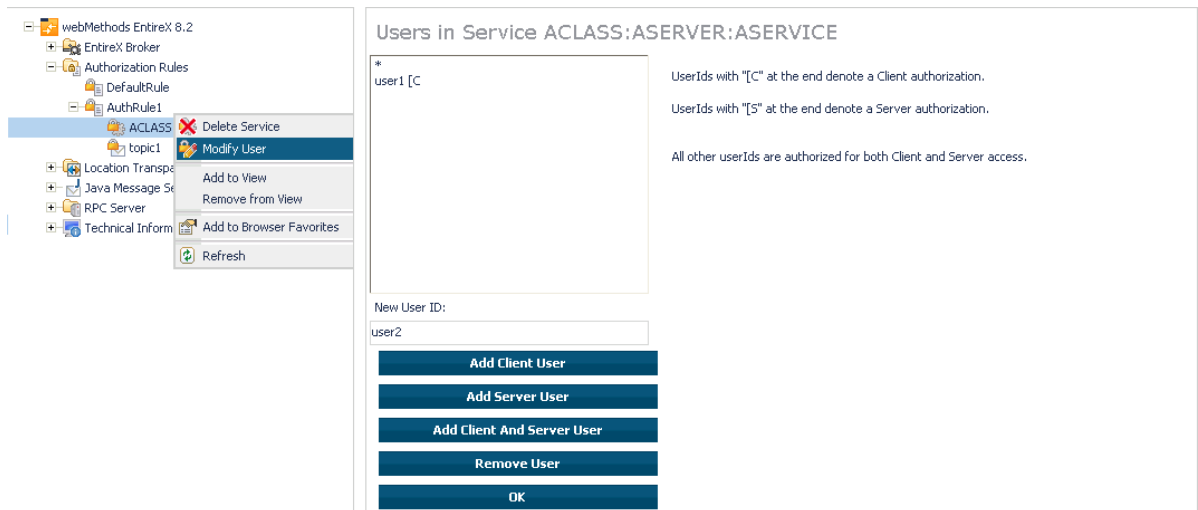 webMethods EntireX 8.2
EntireX Broker
Authorization Rules
DefaultRule
AuthRule1
ACLASS
topic1
Location Transpa
Java Message Se
RPC Server
Technical Inform
Delete Service
Modify User
Add to View
Remove from View
Add to Browser Favorites
Refresh
Users in Service ACLASS:ASERVER:ASERVICE
*
user1 [C
UserIds with "[C" at the end denote a Client authorization.
UserIds with "[S" at the end denote a Server authorization.
All other userIds are authorized for both Client and Server access.
New User ID:
user2
Add Client User
Add Server User
Add Client And Server User
Remove User
OK